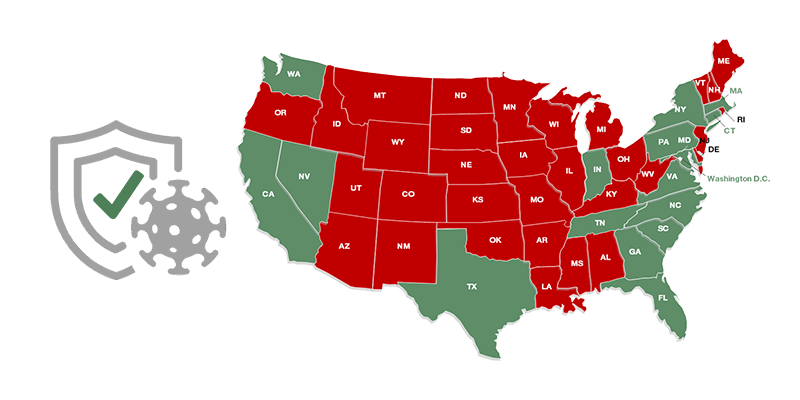 WA
OR
CA
NV
ID
MT
WY
UT
CO
AZ
NM
ND
SD
NE
KS
OK
TX
MN
IA
MO
AR
LA
WI
IL
MS
MI
IN
KY
TN
AL
OH
WV
GA
FL
SC
NC
VA
PA
MD
NY
NJ
DE
Washington D.C.
CT
RI
MA
VT
NH
ME